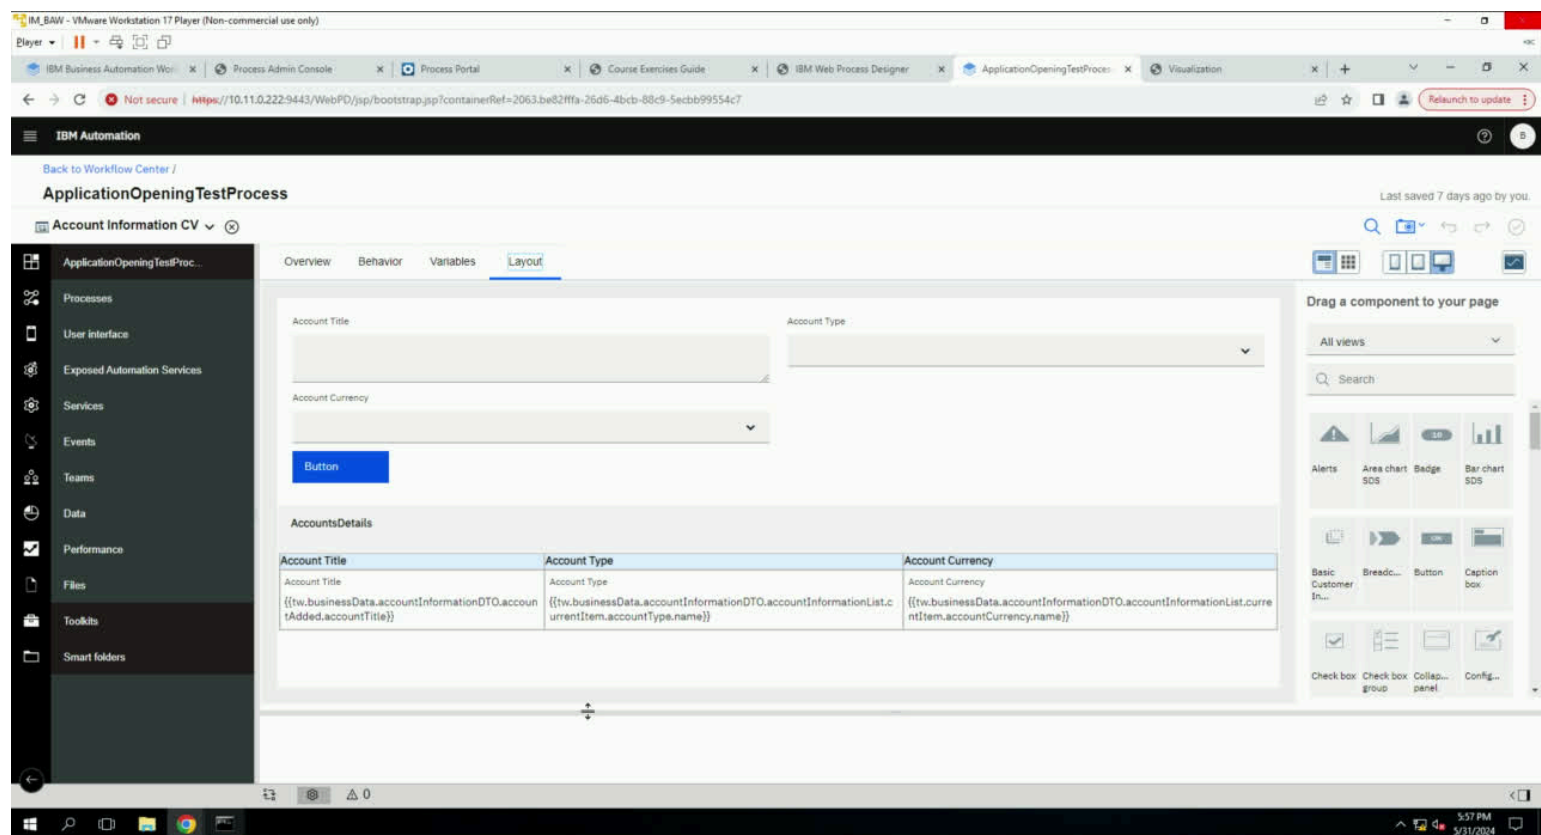 IM_BAW - VMware Workstation 17 Player (Non-commercial use only)
Player
IBM Business Automation Wor
Process Admin Console
Process Portal
Course Exercises Guide
IBM Web Process Designer
ApplicationOpeningTestProces
Visualization
Not secure https://10.11.0.222:9443/WebPD/jsp/bootstrap.jsp?containerRef=2063.be82fffa-26d6-4bcb-88c9-5ecbb99554c7
Relaunch to update
IBM Automation
B
Back to Workflow Center /
ApplicationOpeningTestProcess
Last saved 7 days ago by you.
Account Information CV
ApplicationOpeningTestProc...
Processes
User interface
Exposed Automation Services
Services
Events
Teams
Data
Performance
Files
Toolkits
Smart folders
Overview Behavior Variables Layout
Account Title
Account Type
Account Currency
Button
AccountsDetails
Account Title Account Type Account Currency
Account Title
{{tw.businessData.accountInformationDTO.accoun
tAdded.accountTitle}}
Account Type
{{tw.businessData.accountInformationDTO.accountInformationList.c
urrentItem.accountType.name}}
Account Currency
{{tw.businessData.accountInformationDTO.accountInformationList.curre
ntItem.accountCurrency.name}}
Drag a component to your page
All views
Search
Alerts
Area chart
SDS
Badge
Bar chart
SDS
Basic
Customer
In...
Breadc...
Button
Caption
box
Check box
Check box
group
Collap...
panel
Config...
0
5:57 PM
5/31/2024